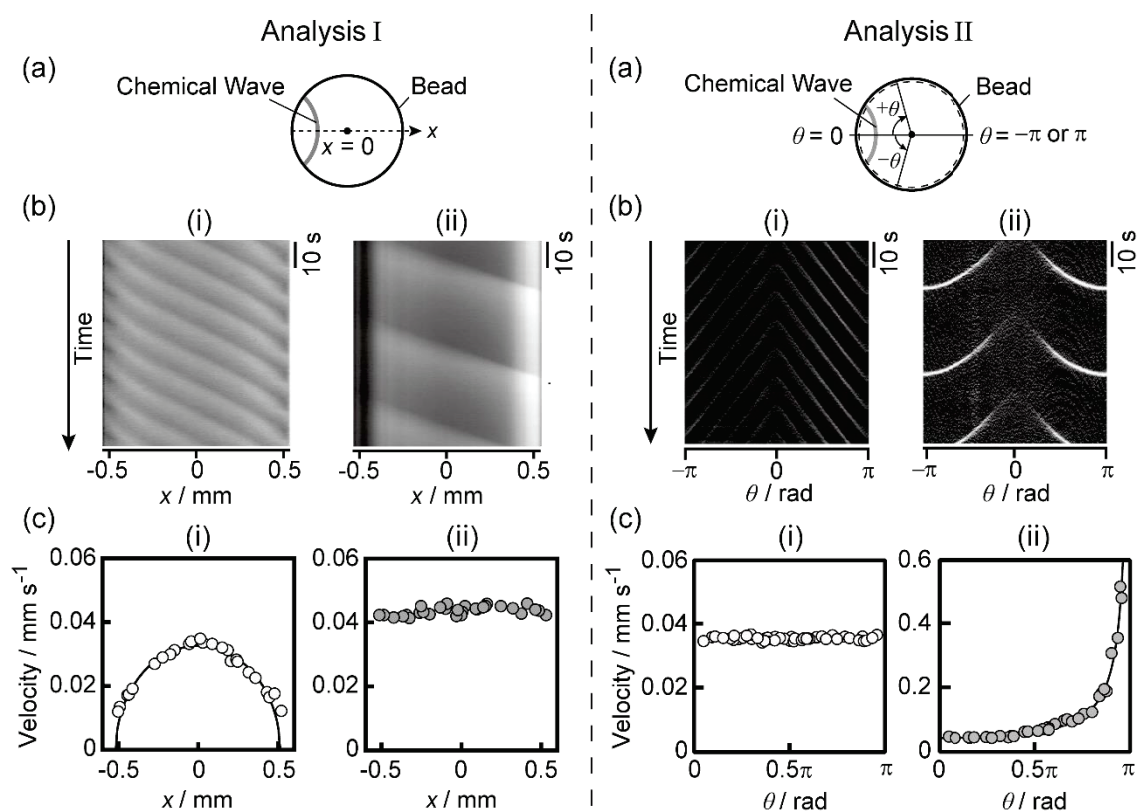 Analysis I
(a)
Chemical Wave
Bead
x = 0
x
(b)
(i)
(ii)
10 s
10 s
Time
-0.5
0
0.5
-0.5
0
0.5
x / mm
x / mm
(c)
(i)
(ii)
Velocity / mm s⁻¹
0.06
0.04
0.02
0
0.06
0.04
0.02
0
-0.5
0
0.5
-0.5
0
0.5
x / mm
x / mm
Analysis II
(a)
Chemical Wave
Bead
+θ
θ = 0
θ = −π or π
−θ
(b)
(i)
(ii)
10 s
10 s
Time
−π
0
π
−π
0
π
θ / rad
θ / rad
(c)
(i)
(ii)
Velocity / mm s⁻¹
0.06
0.04
0.02
0
0.6
0.4
0.2
0
0
0.5π
π
0
0.5π
π
θ / rad
θ / rad